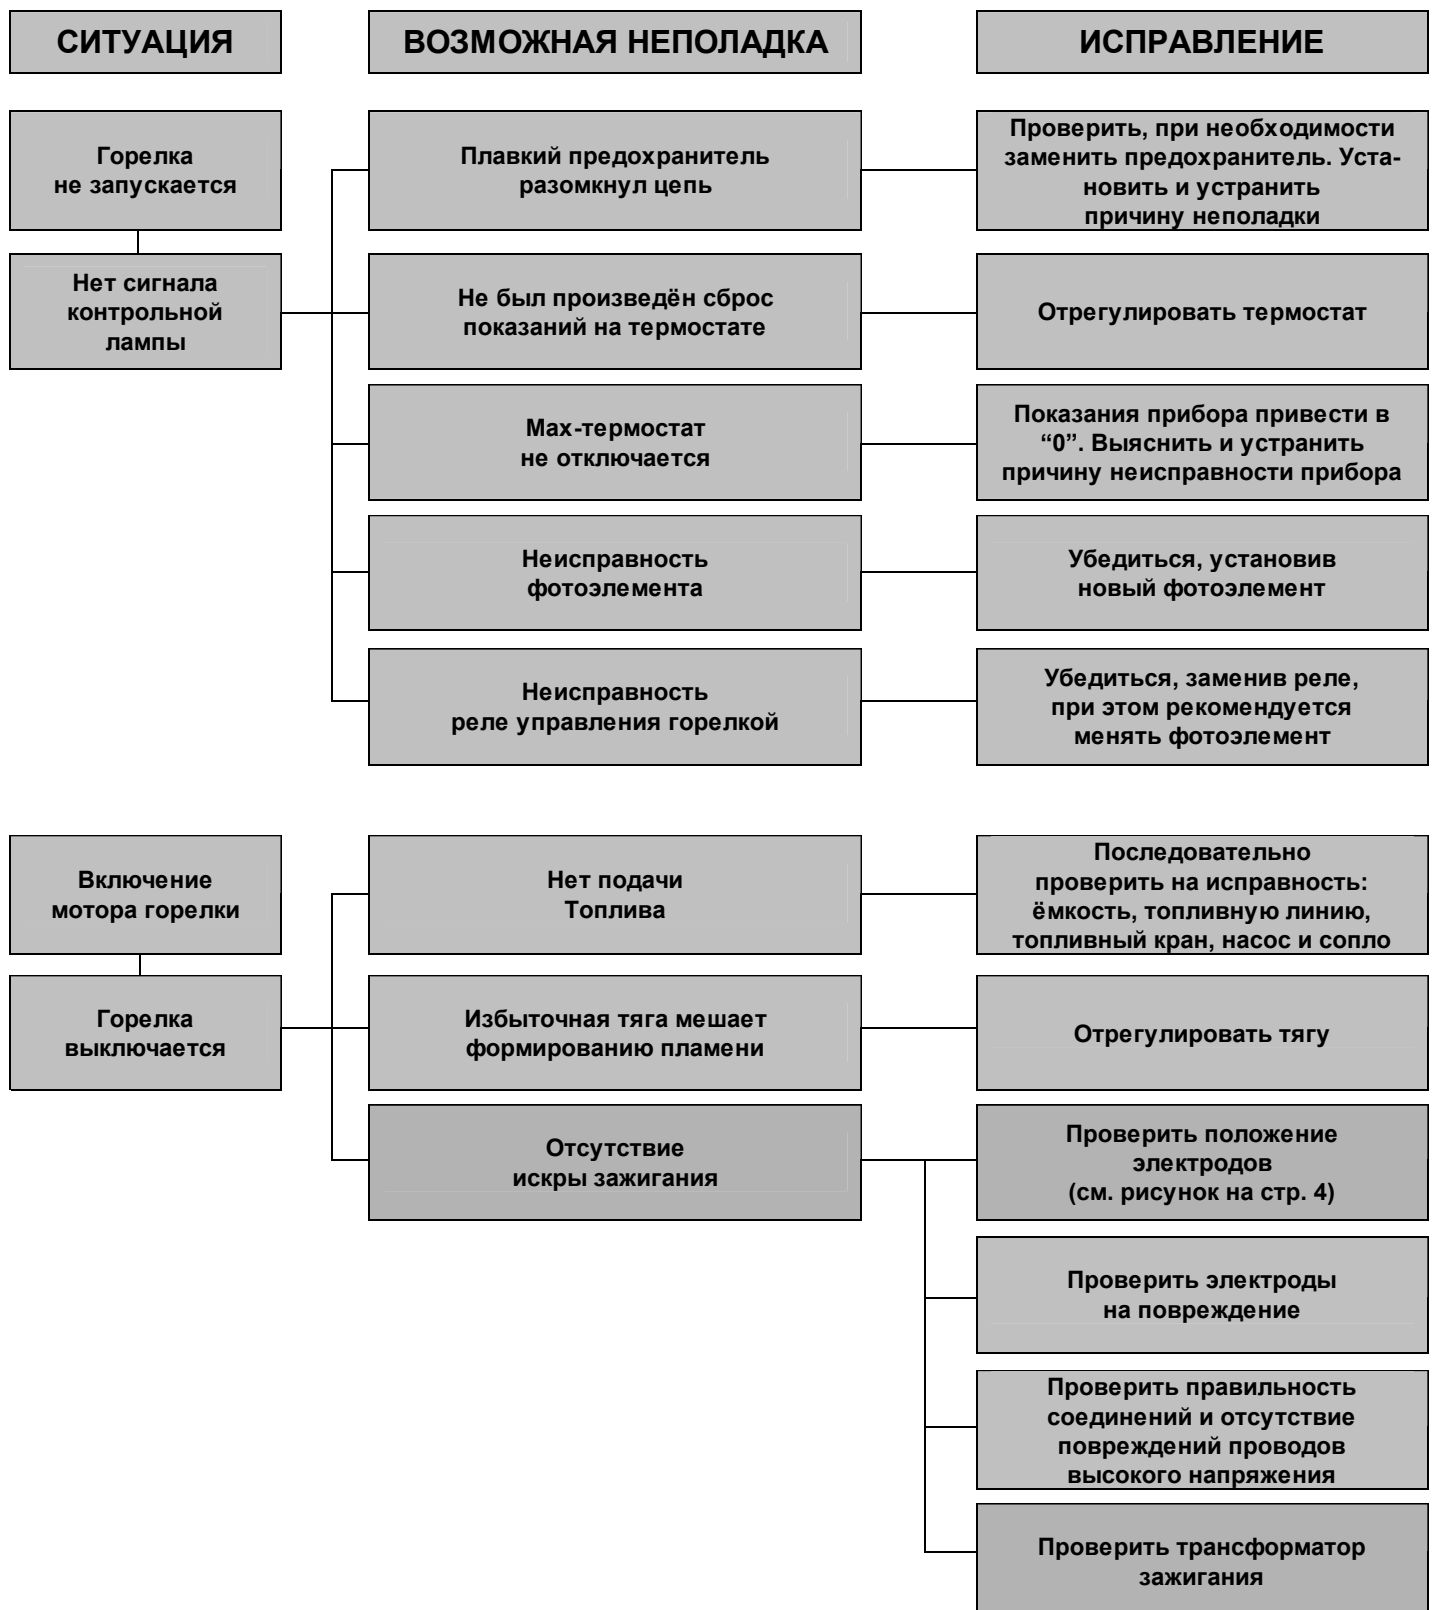 СИТУАЦИЯ
ВОЗМОЖНАЯ НЕПОЛАДКА
ИСПРАВЛЕНИЕ
Горелка
не запускается
Плавкий предохранитель
разомкнул цепь
Проверить, при необходимости
заменить предохранитель. Уста-
новить и устранить
причину неполадки
Нет сигнала
контрольной
лампы
Не был произведён сброс
показаний на термостате
Отрегулировать термостат
Мах-термостат
не отключается
Показания прибора привести в
“0”. Выяснить и устранить
причину неисправности прибора
Неисправность
фотоэлемента
Убедиться, установив
новый фотоэлемент
Неисправность
реле управления горелкой
Убедиться, заменив реле,
при этом рекомендуется
менять фотоэлемент
Включение
мотора горелки
Нет подачи
Топлива
Последовательно
проверить на исправность:
ёмкость, топливную линию,
топливный кран, насос и сопло
Горелка
выключается
Избыточная тяга мешает
формированию пламени
Отрегулировать тягу
Отсутствие
искры зажигания
Проверить положение
электродов
(см. рисунок на стр. 4)
Проверить электроды
на повреждение
Проверить правильность
соединений и отсутствие
повреждений проводов
высокого напряжения
Проверить трансформатор
зажигания